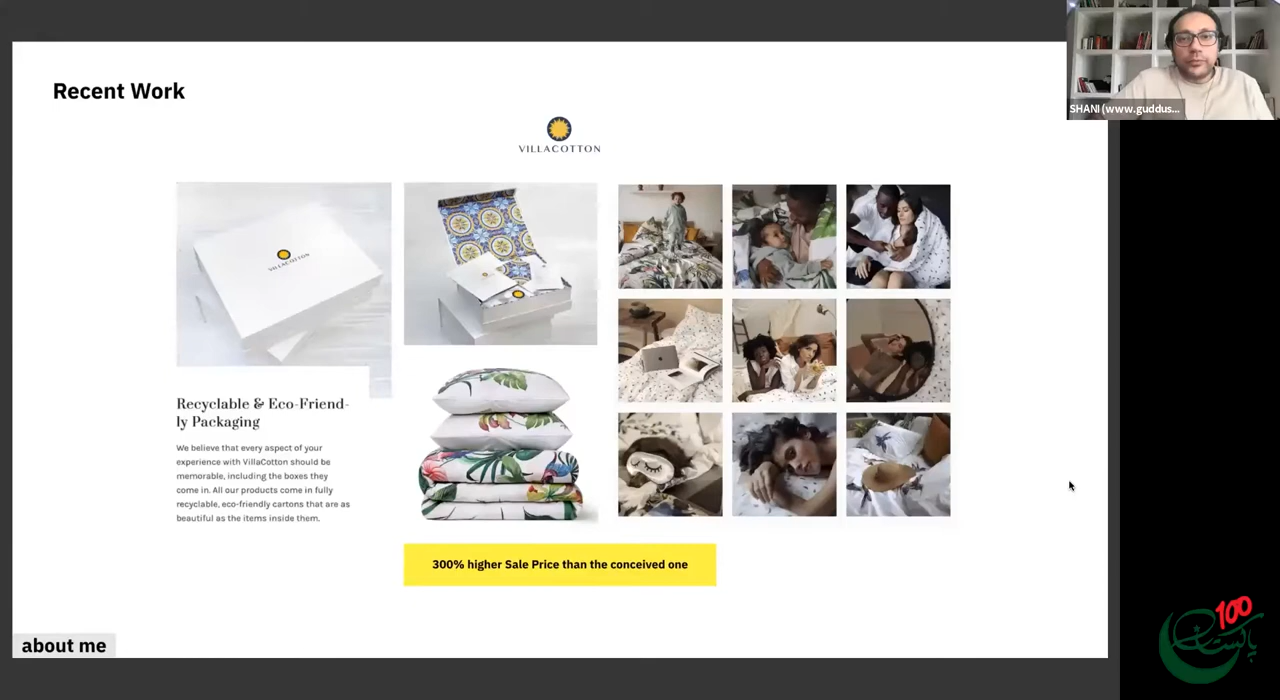 SHANI (www.guddus...
Recent Work
VILLACOTTON
VILLACOTTON
Recyclable & Eco-Friend-
ly Packaging
We believe that every aspect of your
experience with VillaCotton should be
memorable, including the boxes they
come in. All our products come in fully
recyclable, eco-friendly cartons that are as
beautiful as the items inside them.
300% higher Sale Price than the conceived one
about me
100
پاکستان